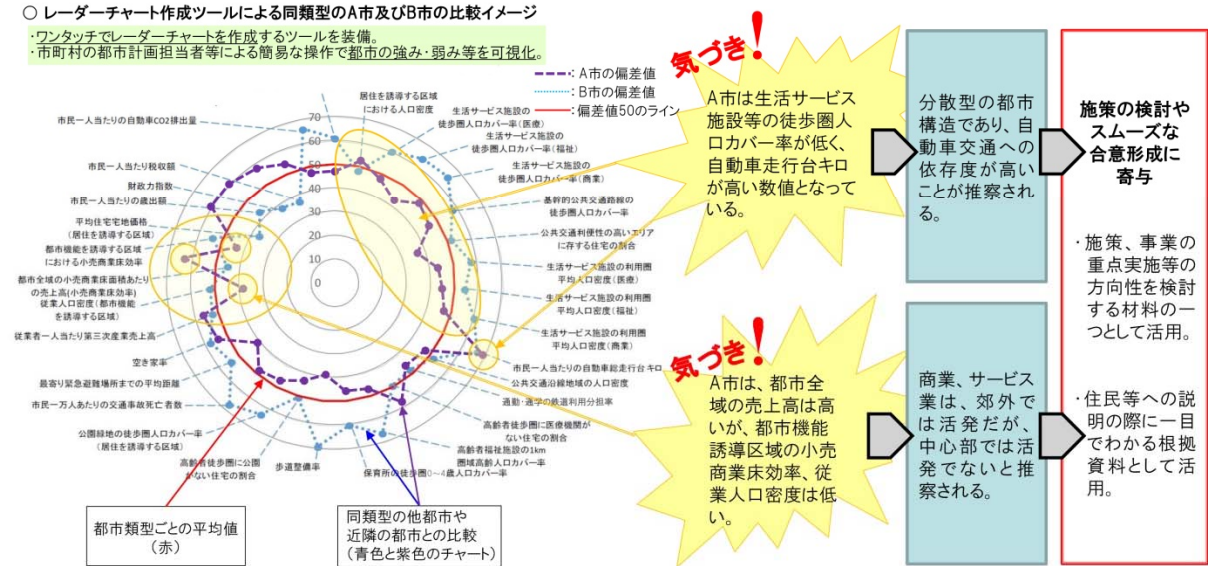 ○ レーダーチャート作成ツールによる同類型のA市及びB市の比較イメージ
・ワンタッチでレーダーチャートを作成するツールを装備。
・市町村の都市計画担当者等による簡易な操作で都市の強み・弱み等を可視化。
：A市の偏差値
：B市の偏差値
：偏差値50のライン
70
60
50
40
30
20
10
0
居住を誘導する区域
における人口密度
生活サービス施設の
徒歩圏人口カバー率(医療)
生活サービス施設の
徒歩圏人口カバー率(福祉)
生活サービス施設の
徒歩圏人口カバー率(商業)
基幹的公共交通路線の
徒歩圏人口カバー率
公共交通利便性の高いエリア
に存する住宅の割合
生活サービス施設の利用圏
平均人口密度(医療)
生活サービス施設の利用圏
平均人口密度(福祉)
生活サービス施設の利用圏
平均人口密度(商業)
市民一人当たりの自動車総走行台キロ
公共交通沿線地域の人口密度
通勤・通学の鉄道利用分担率
高齢者徒歩圏に医療機関が
ない住宅の割合
高齢者福祉施設の1km
圏域高齢人口カバー率
保育所の徒歩圏0～4歳人口カバー率
歩道整備率
高齢者徒歩圏に公園
がない住宅の割合
公園緑地の徒歩圏人口カバー率
(居住を誘導する区域)
市民一万人あたりの交通事故死亡者数
最寄り緊急避難場所までの平均距離
空き家率
従業者一人当たり第三次産業売上高
従業人口密度(都市機能
を誘導する区域)
都市全域の小売商業床面積あたり
の売上高(小売商業床効率)
都市機能を誘導する区域
における小売商業床効率
平均住宅宅地価格
(居住を誘導する区域)
市民一人当たりの歳出額
財政力指数
市民一人当たり税収額
市民一人当たりの自動車CO2排出量
都市類型ごとの平均値
(赤)
同類型の他都市や
近隣の都市との比較
(青色と紫色のチャート)
気づき!
A市は生活サービス
施設等の徒歩圏人
口カバー率が低く、
自動車走行台キロ
が高い数値となって
いる。
分散型の都市
構造であり、自
動車交通への
依存度が高い
ことが推察され
る。
気づき!
A市は、都市全
域の売上高は高
いが、都市機能
誘導区域の小売
商業床効率、従
業人口密度は低
い。
商業、サービス
業は、郊外で
は活発だが、
中心部では活
発でないと推
察される。
施策の検討や
スムーズな
合意形成に
寄与
・施策、事業の
重点実施等の
方向性を検討
する材料の一
つとして活用。
・住民等への説
明の際に一目
でわかる根拠
資料として活
用。